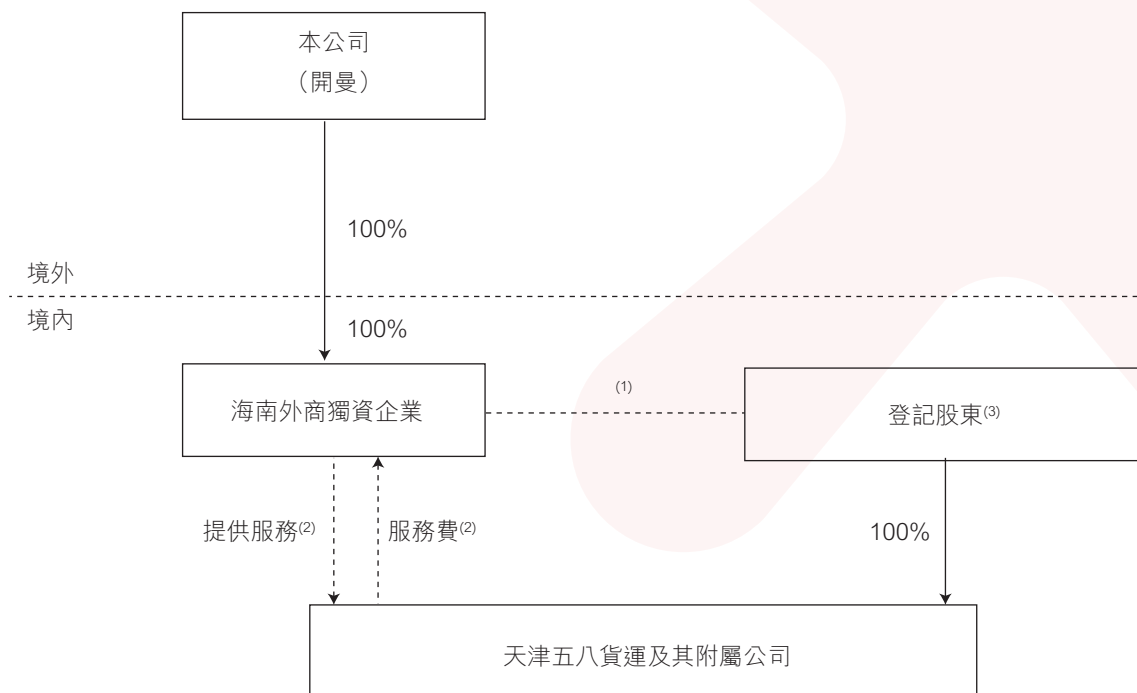 本公司
（開曼）
100%
境外
境內
100%
海南外商獨資企業
(1)
登記股東(3)
提供服務(2)
服務費(2)
100%
天津五八貨運及其附屬公司